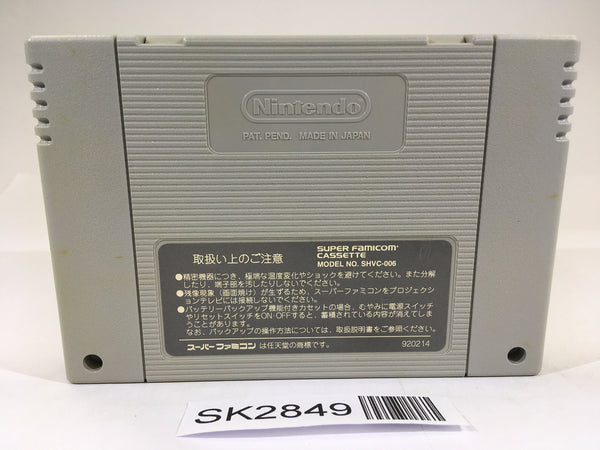 Nintendo
PAT. PEND. MADE IN JAPAN
取扱い上のご注意
SUPER FAMICOM
CASSETTE
MODEL NO. SHVC-006
●精密機器につき、極端な温度変化やショックを避けてください。また分解
したり、端子部を汚したりしないでください。
●残像現象（画面焼け）が生ずるため、スーパーファミコンをプロジェクシ
ョンテレビには接続しないでください。
●バッテリーバックアップ機能付きカセットの場合、むやみに電源スイッチ
やリセットスイッチをON・OFFすると、蓄積されている内容が消えてしま
うことがあります。
なお、バックアップの操作方法については、取扱説明書をご参照ください。
スーパーファミコン は任天堂の商標です。
920214
SK2849